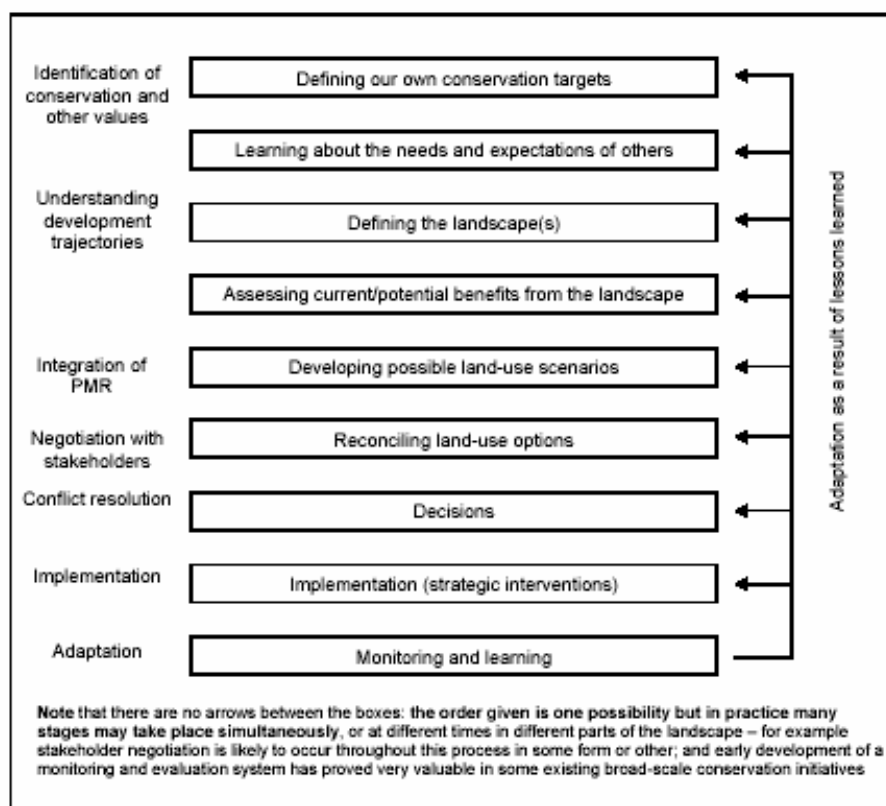 Identification of
conservation and
other values
Defining our own conservation targets
Learning about the needs and expectations of others
Understanding
development
trajectories
Defining the landscape(s)
Assessing current/potential benefits from the landscape
Integration of
PMR
Developing possible land-use scenarios
Negotiation with
stakeholders
Reconciling land-use options
Conflict resolution
Decisions
Implementation
Implementation (strategic interventions)
Adaptation
Monitoring and learning
Adaptation as a result of lessons learned
Note that there are no arrows between the boxes: the order given is one possibility but in practice many
stages may take place simultaneously, or at different times in different parts of the landscape – for example
stakeholder negotiation is likely to occur throughout this process in some form or other; and early development of a
monitoring and evaluation system has proved very valuable in some existing broad-scale conservation initiatives